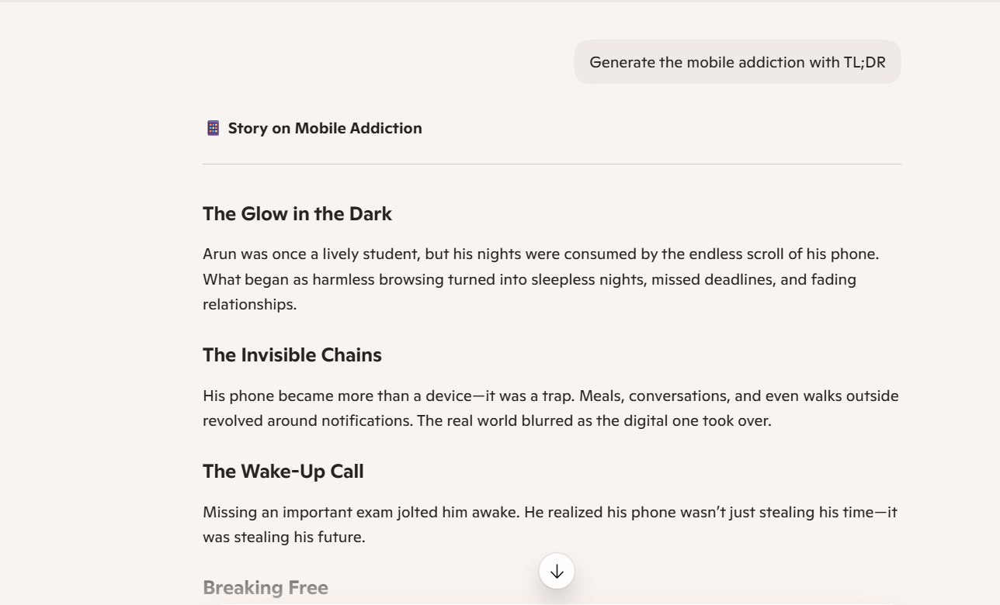 Generate the mobile addiction with TL;DR
Story on Mobile Addiction
The Glow in the Dark
Arun was once a lively student, but his nights were consumed by the endless scroll of his phone.
What began as harmless browsing turned into sleepless nights, missed deadlines, and fading
relationships.
The Invisible Chains
His phone became more than a device—it was a trap. Meals, conversations, and even walks outside
revolved around notifications. The real world blurred as the digital one took over.
The Wake-Up Call
Missing an important exam jolted him awake. He realized his phone wasn’t just stealing his time—it
was stealing his future.
Breaking Free